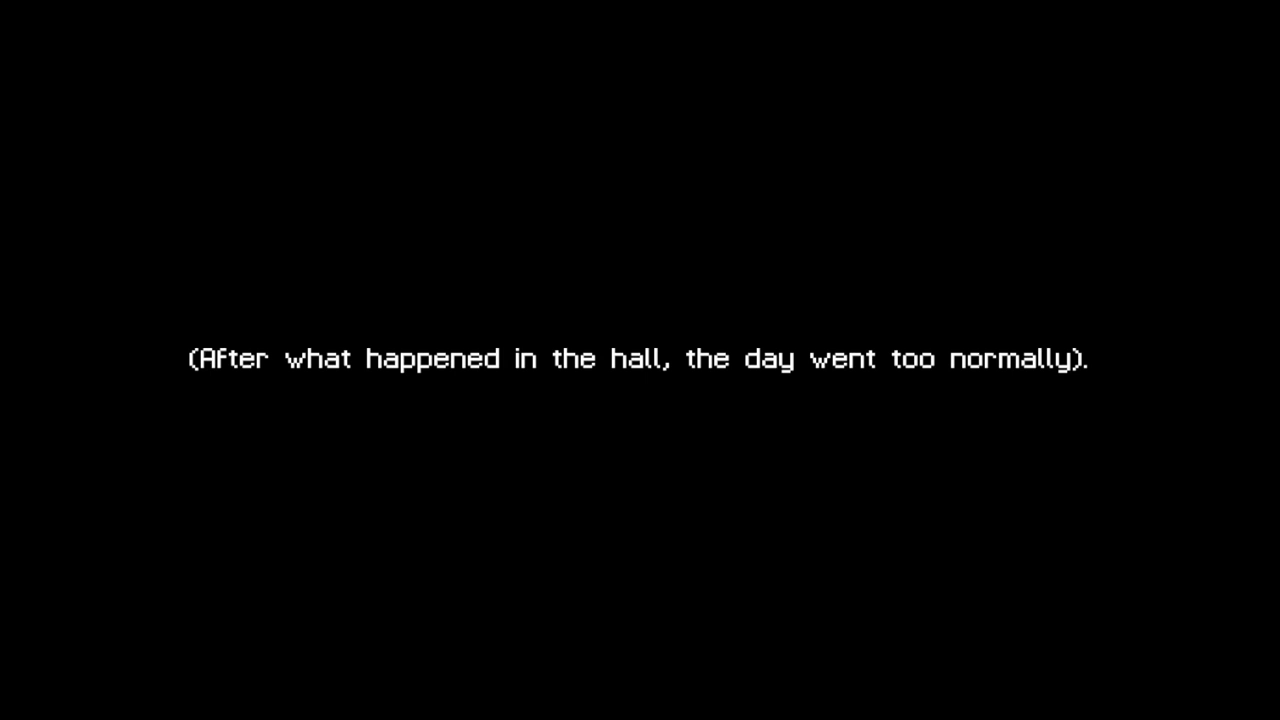 (After what happened in the hall, the day went too normally).